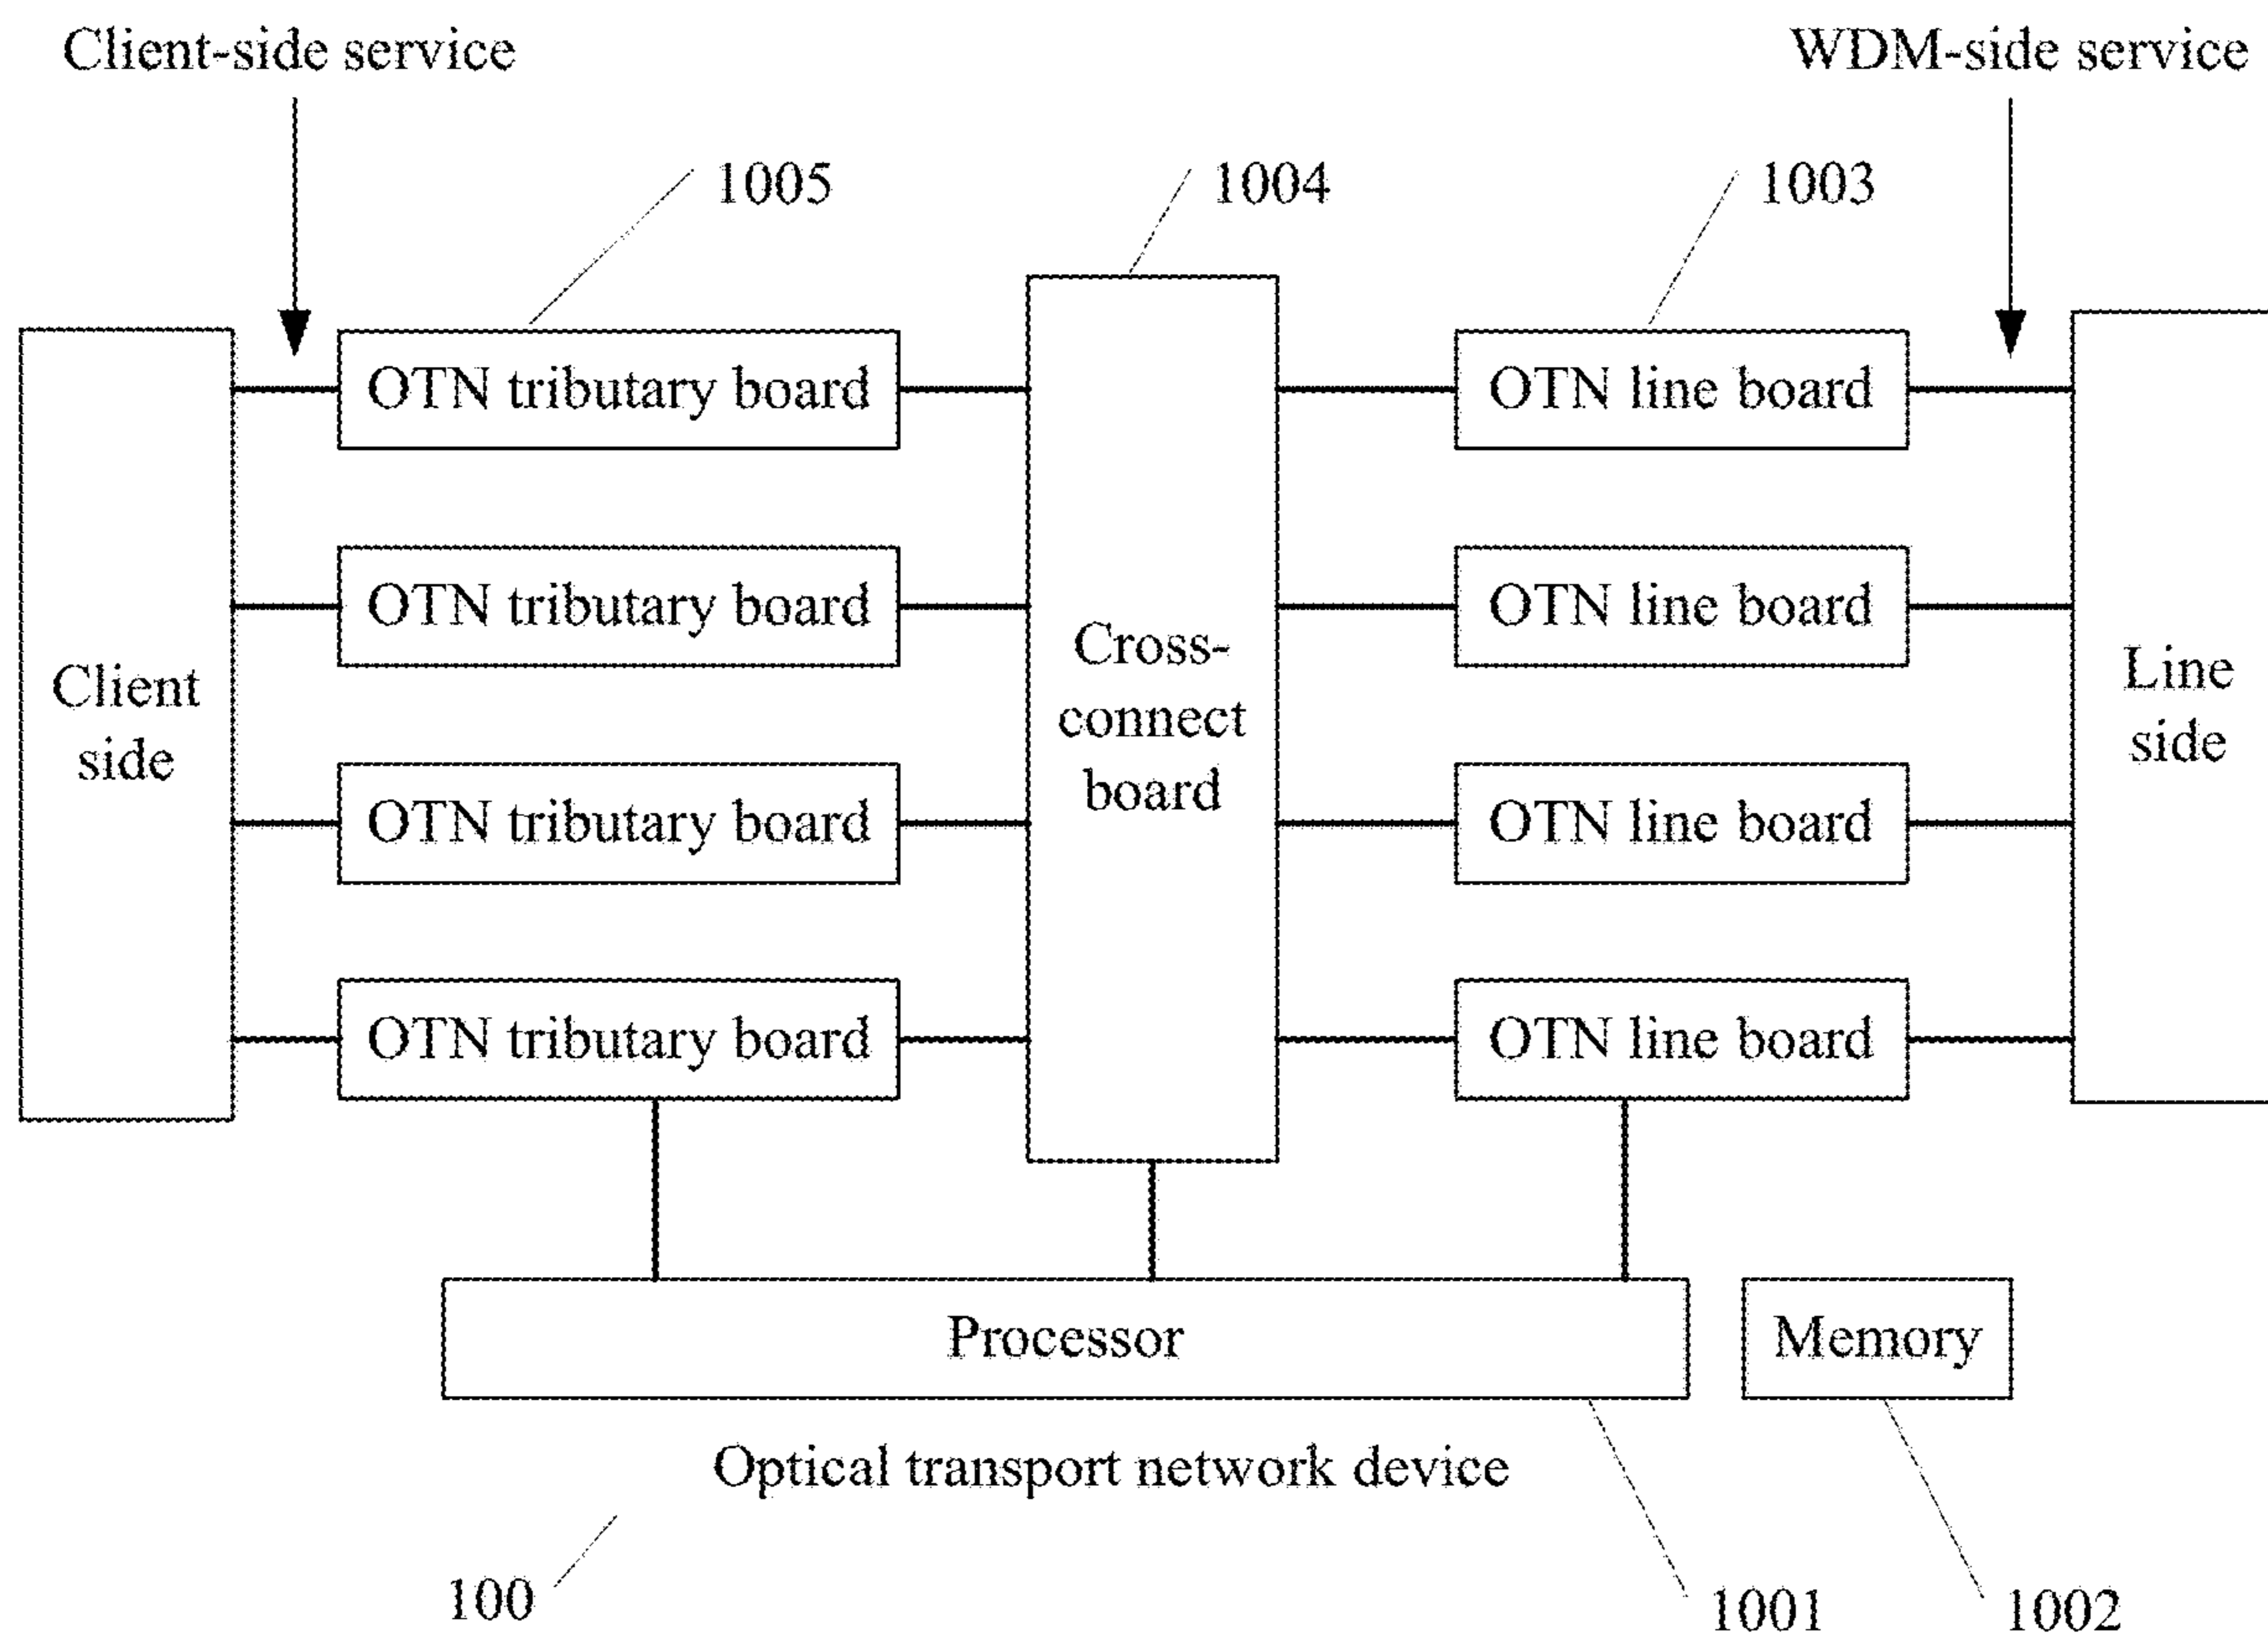 Client-side service
WDM-side service
1005
1004
1003
OTN tributary board
OTN line board
OTN tributary board
OTN line board
Cross-
connect
board
Client
side
Line
side
OTN tributary board
OTN line board
OTN tributary board
OTN line board
Processor
Memory
Optical transport network device
100
1001
1002